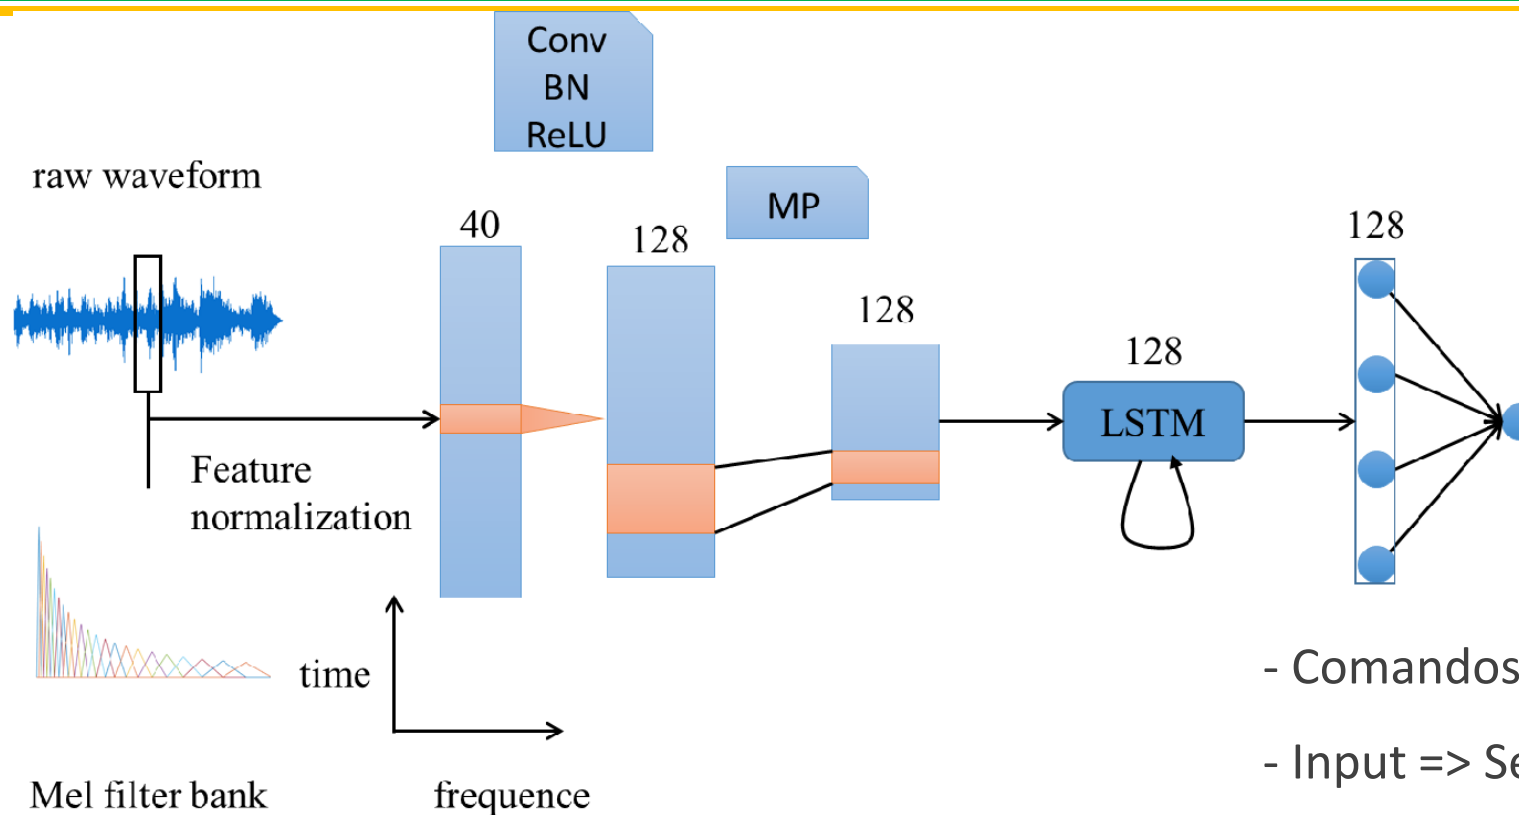 Conv
BN
ReLU
raw waveform
MP
40
128
128
128
128
LSTM
Feature
normalization
time
Mel filter bank
frequence
- Comandos
- Input =>